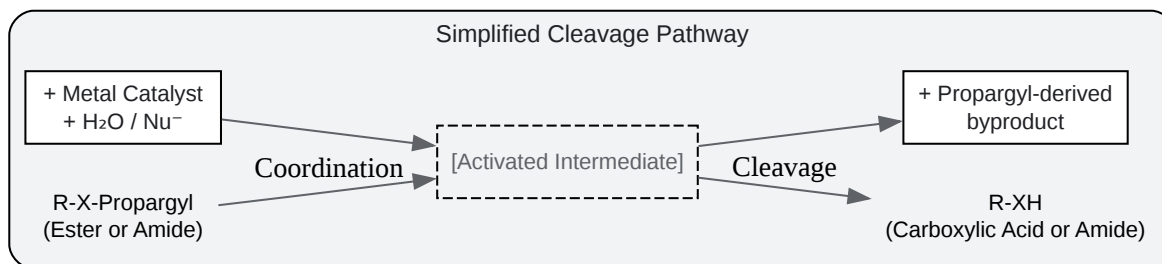 Simplified Cleavage Pathway
+ Metal Catalyst
+ H₂O / Nu⁻
+ Propargyl-derived
byproduct
[Activated Intermediate]
Coordination
Cleavage
R-X-Propargyl
(Ester or Amide)
R-XH
(Carboxylic Acid or Amide)